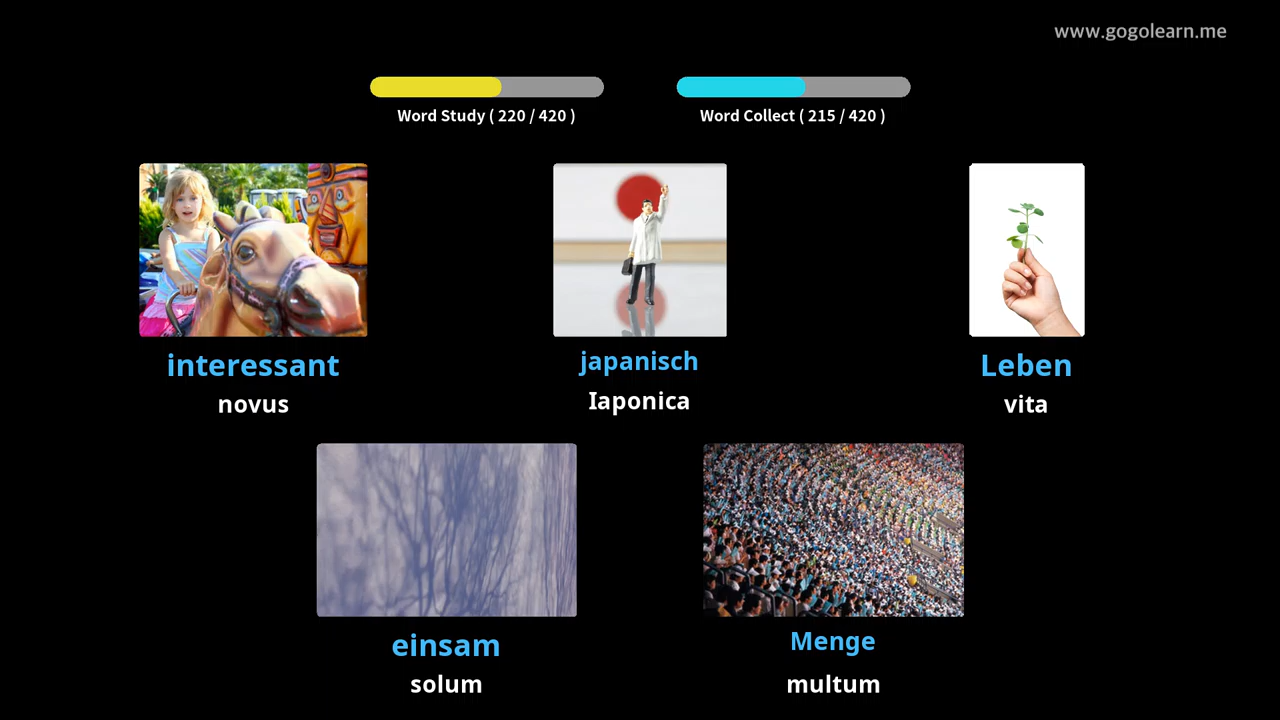 www.gogolearn.me
Word Study ( 220 / 420 )
Word Collect ( 215 / 420 )
interessant
novus
japanisch
Iaponica
Leben
vita
einsam
solum
Menge
multum